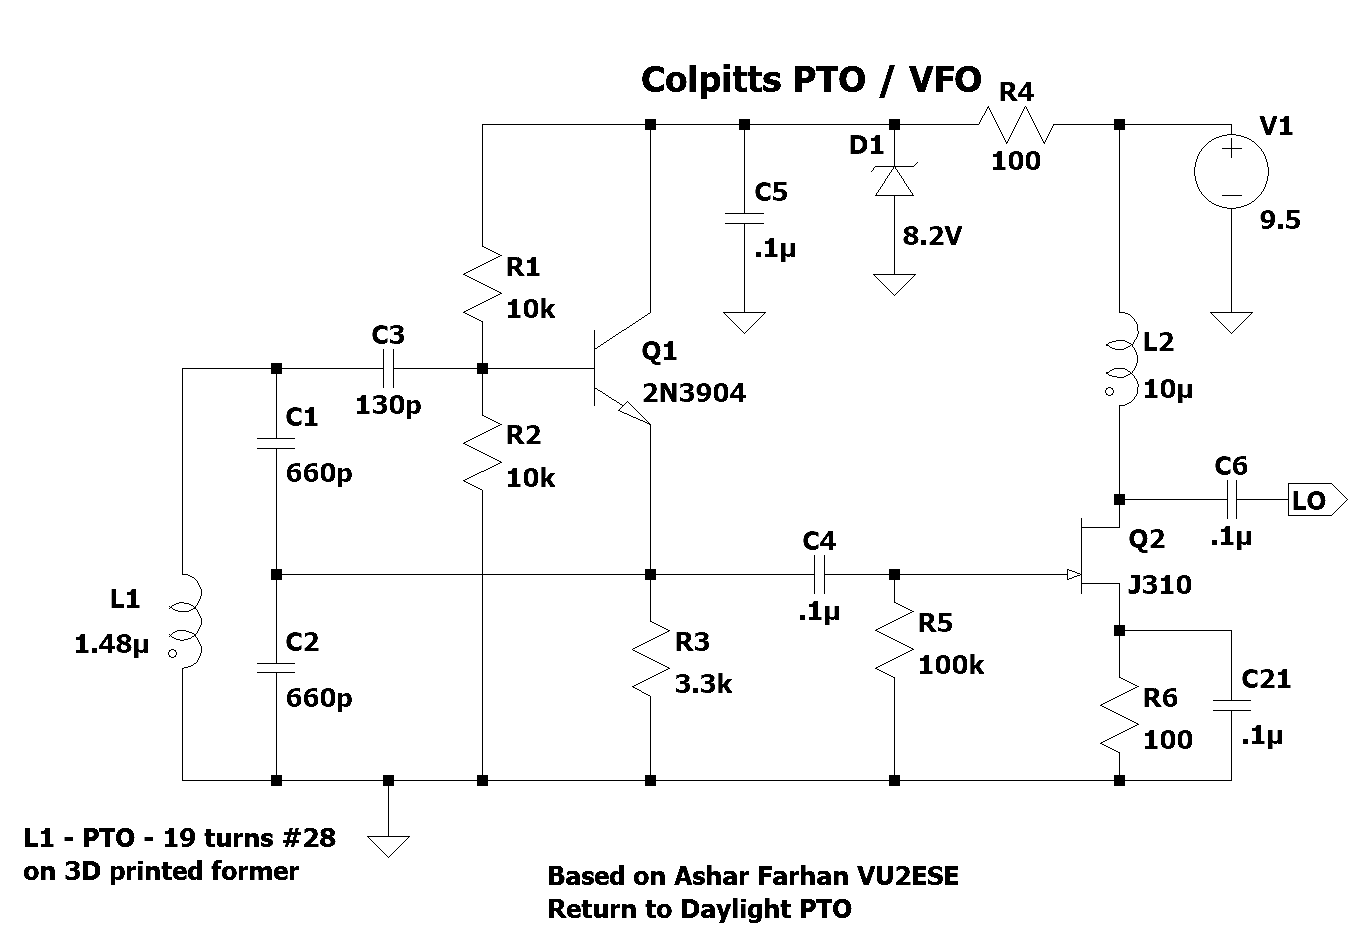 Colpitts PTO / VFO
R4
100
V1
9.5
D1
8.2V
C5
.1µ
R1
10k
C3
130p
Q1
2N3904
L2
10µ
C1
660p
R2
10k
C6
.1µ
LO
C4
.1µ
Q2
J310
L1
1.48µ
C2
660p
R3
3.3k
R5
100k
R6
100
C21
.1µ
L1 - PTO - 19 turns #28
on 3D printed former
Based on Ashar Farhan VU2ESE
Return to Daylight PTO